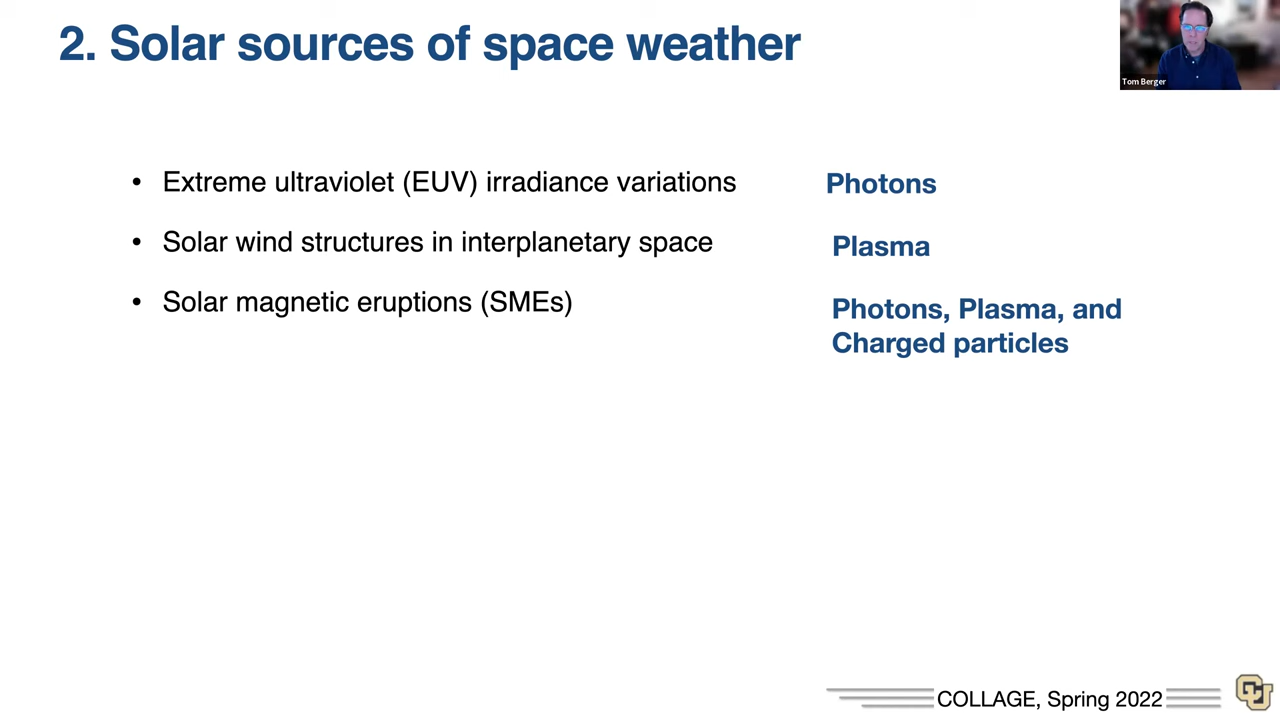 2. Solar sources of space weather
Tom Berger
• Extreme ultraviolet (EUV) irradiance variations
Photons
• Solar wind structures in interplanetary space
Plasma
• Solar magnetic eruptions (SMEs)
Photons, Plasma, and
Charged particles
COLLAGE, Spring 2022
CU